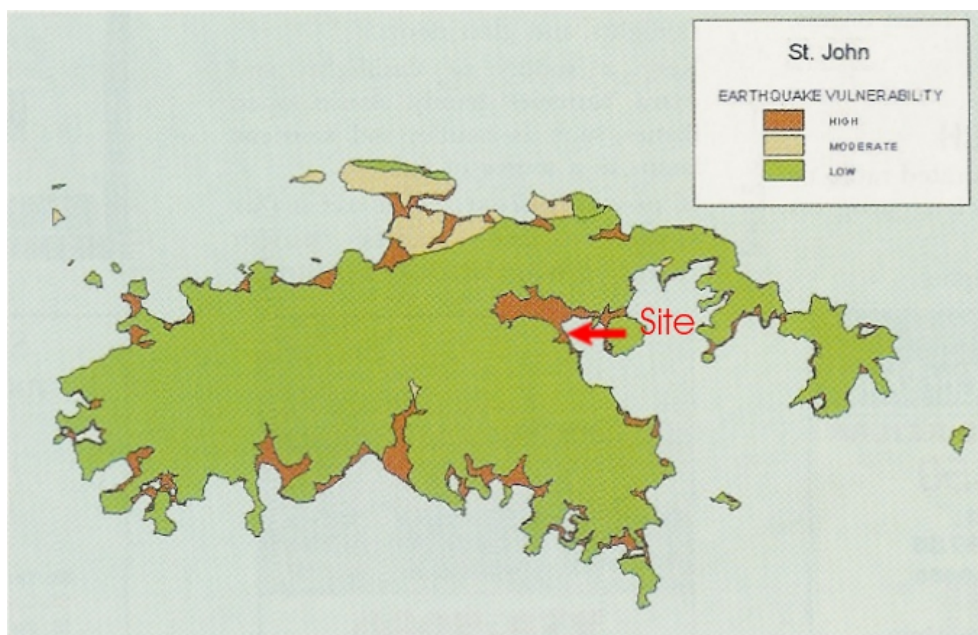 St. John
EARTHQUAKE VULNERABILITY
HIGH
MODERATE
LOW
Site